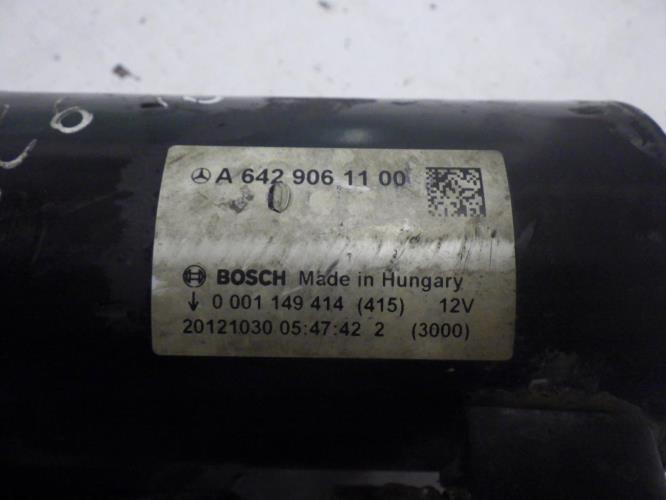 A 642 906 11 00
BOSCH Made in Hungary
0 001 149 414 (415) 12V
20121030 05:47:42 2 (3000)